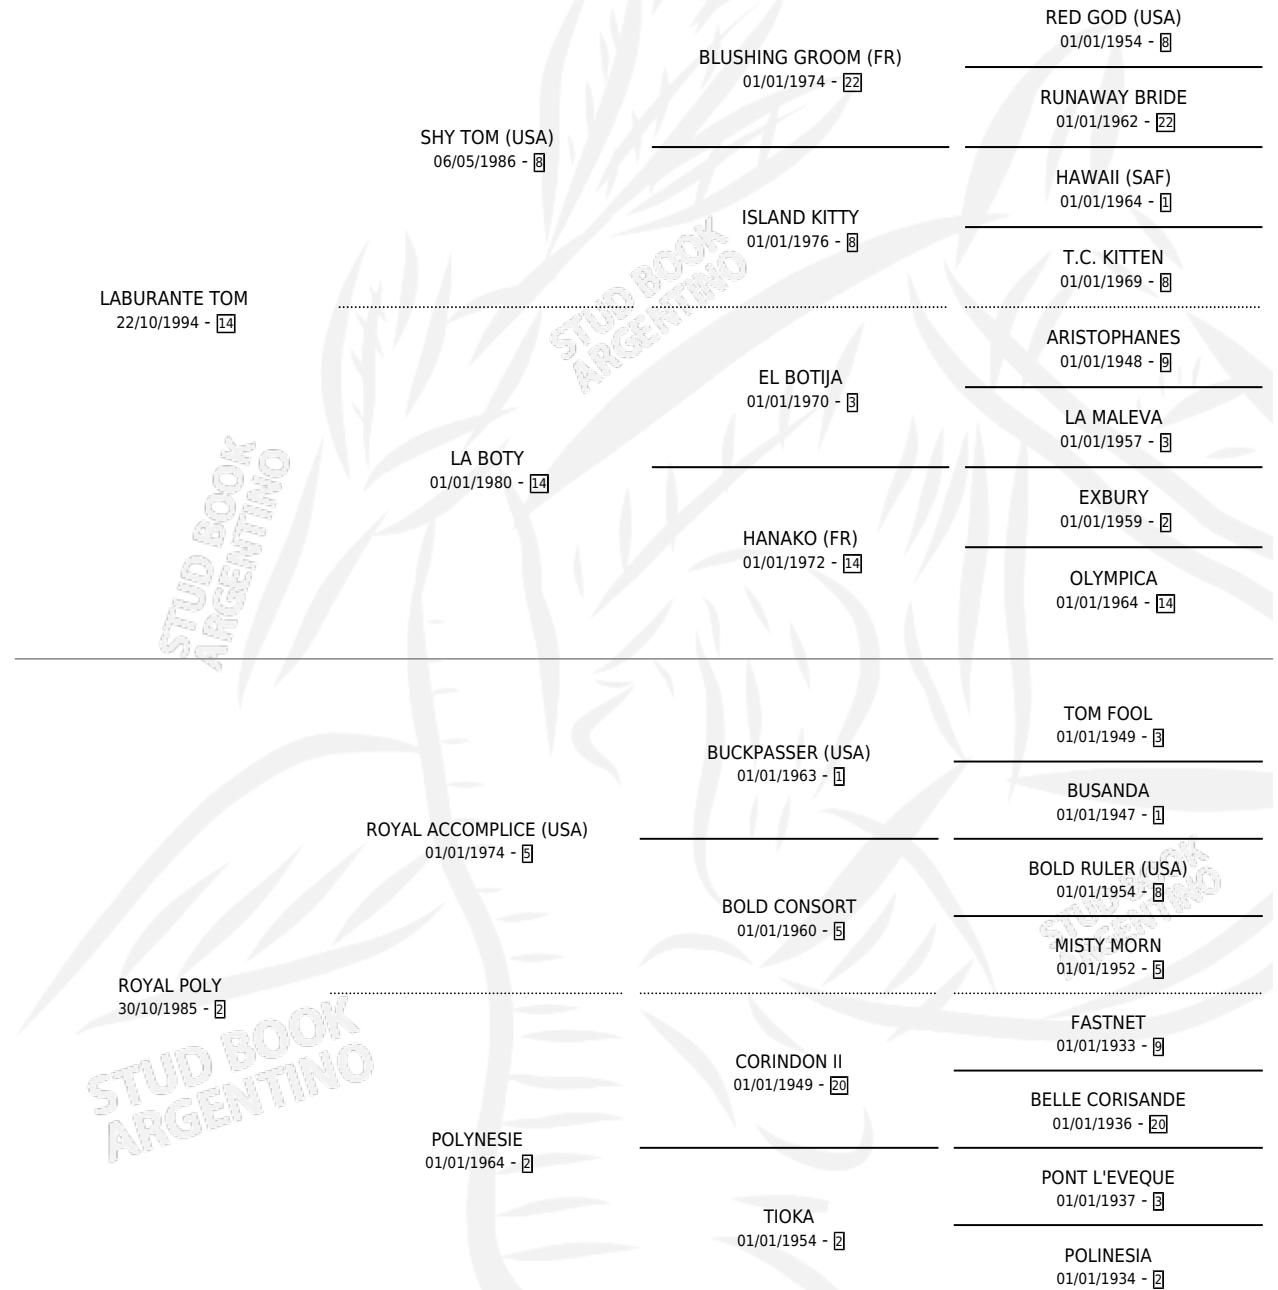 RED GOD (USA)
01/01/1954 - 8
BLUSHING GROOM (FR)
01/01/1974 - 22
RUNAWAY BRIDE
01/01/1962 - 22
SHY TOM (USA)
06/05/1986 - 8
HAWAII (SAF)
01/01/1964 - 1
ISLAND KITTY
01/01/1976 - 8
T.C. KITTEN
01/01/1969 - 8
STUD BOOK
ARGENTINO
LABURANTE TOM
22/10/1994 - 14
ARISTOPHANES
01/01/1948 - 9
EL BOTIJA
01/01/1970 - 3
LA MALEVA
01/01/1957 - 3
LA BOTY
01/01/1980 - 14
EXBURY
01/01/1959 - 2
HANAKO (FR)
01/01/1972 - 14
OLYMPICA
01/01/1964 - 14
STUD BOOK
ARGENTINO
TOM FOOL
01/01/1949 - 3
BUCKPASSER (USA)
01/01/1963 - 1
BUSANDA
01/01/1947 - 1
ROYAL ACCOMPLICE (USA)
01/01/1974 - 5
BOLD RULER (USA)
01/01/1954 - 8
BOLD CONSORT
01/01/1960 - 5
MISTY MORN
01/01/1952 - 5
STUD BOOK
ARGENTINO
ROYAL POLY
30/10/1985 - 2
FASTNET
01/01/1933 - 9
CORINDON II
01/01/1949 - 20
BELLE CORISANDE
01/01/1936 - 20
STUD BOOK
ARGENTINO
POLYNESIE
01/01/1964 - 2
PONT L'EVEQUE
01/01/1937 - 3
TIOKA
01/01/1954 - 2
POLINESIA
01/01/1934 - 2